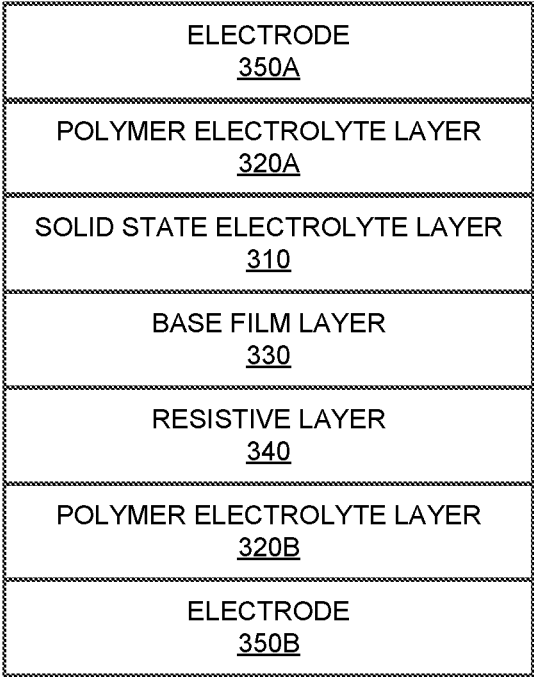 ELECTRODE
350A
POLYMER ELECTROLYTE LAYER
320A
SOLID STATE ELECTROLYTE LAYER
310
BASE FILM LAYER
330
RESISTIVE LAYER
340
POLYMER ELECTROLYTE LAYER
320B
ELECTRODE
350B